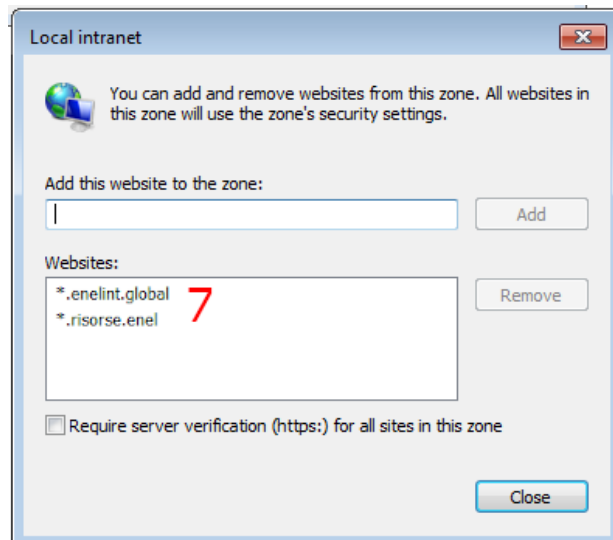 Local intranet
You can add and remove websites from this zone. All websites in
this zone will use the zone's security settings.
Add this website to the zone:
Add
Websites:
*.enelint.global
*.risorse.enel
7
Remove
Require server verification (https:) for all sites in this zone
Close